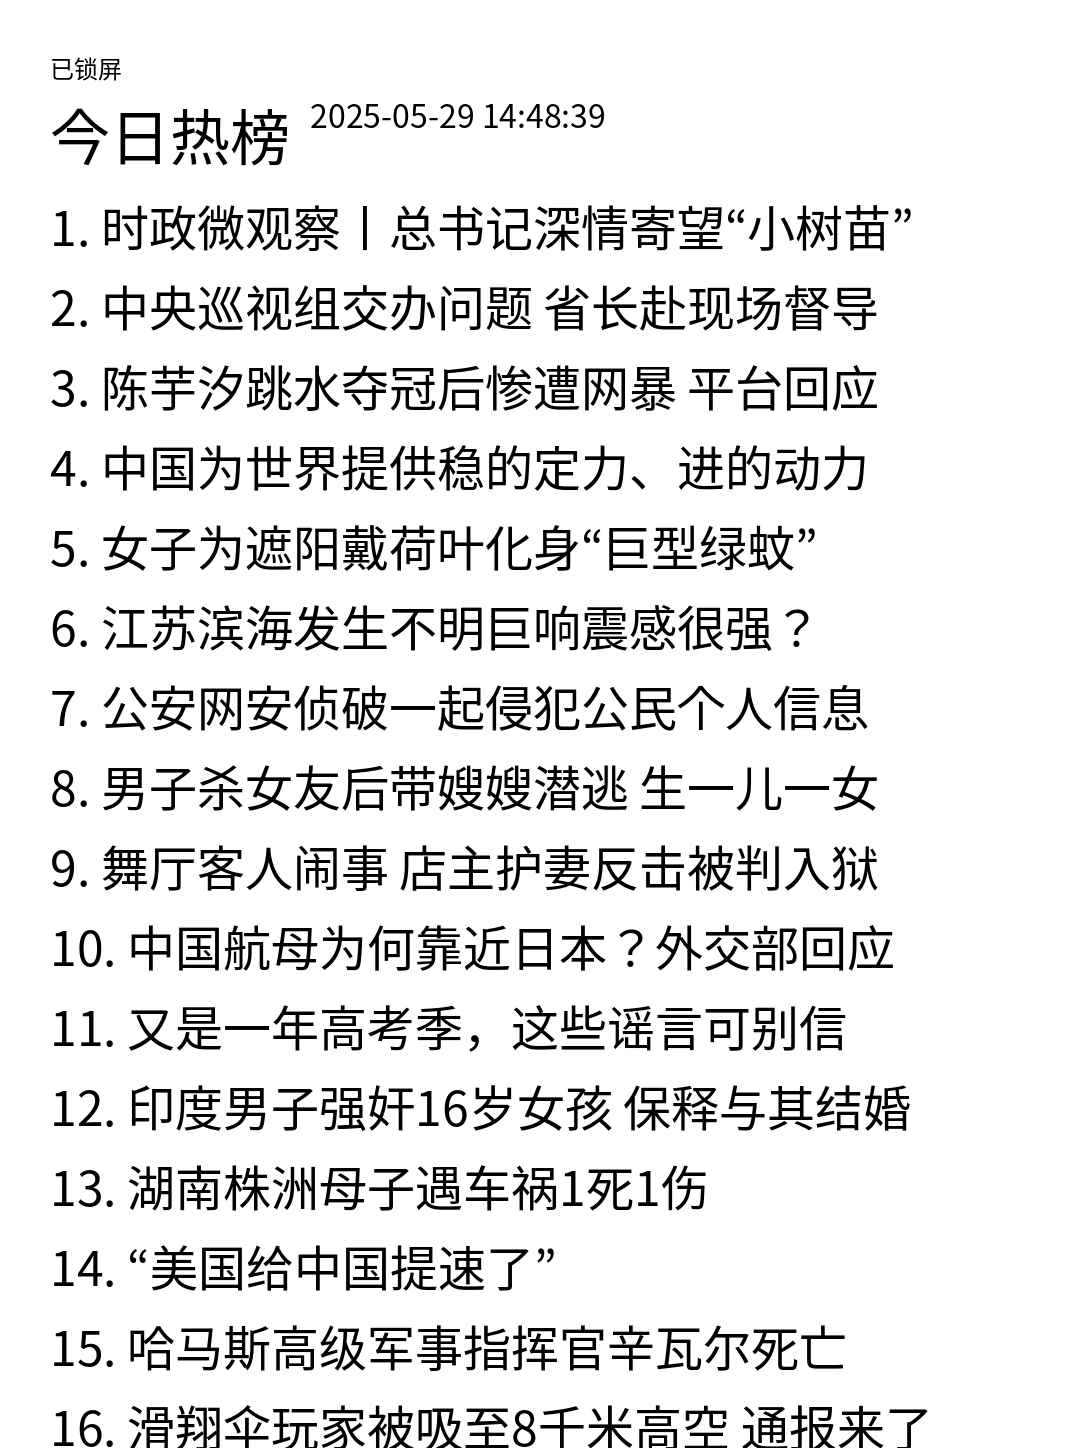 已锁屏
今日热榜 2025-05-29 14:48:39
1. 时政微观察丨总书记深情寄望“小树苗”
2. 中央巡视组交办问题 省长赴现场督导
3. 陈芋汐跳水夺冠后惨遭网暴 平台回应
4. 中国为世界提供稳的定力、进的动力
5. 女子为遮阳戴荷叶化身“巨型绿蚊”
6. 江苏滨海发生不明巨响震感很强？
7. 公安网安侦破一起侵犯公民个人信息
8. 男子杀女友后带嫂嫂潜逃 生一儿一女
9. 舞厅客人闹事 店主护妻反击被判入狱
10. 中国航母为何靠近日本？外交部回应
11. 又是一年高考季，这些谣言可别信
12. 印度男子强奸16岁女孩 保释与其结婚
13. 湖南株洲母子遇车祸1死1伤
14. “美国给中国提速了”
15. 哈马斯高级军事指挥官辛瓦尔死亡
16. 滑翔伞玩家被吸至8千米高空 通报来了